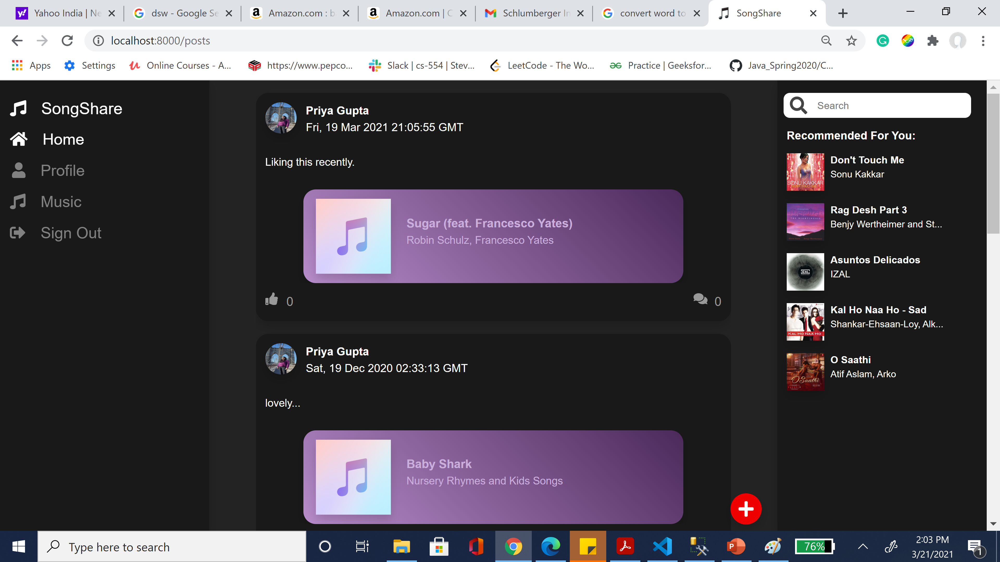 Yahoo India | Ne
dsw - Google Se
Amazon.com : b
Amazon.com | C
Schlumberger In
convert word to
SongShare
localhost:8000/posts
Apps
Settings
Online Courses - A...
https://www.pepco...
Slack | cs-554 | Stev...
LeetCode - The Wo...
Practice | Geeksfor...
Java_Spring2020/C...
SongShare
Home
Profile
Music
Sign Out
Priya Gupta
Fri, 19 Mar 2021 21:05:55 GMT
Liking this recently.
Sugar (feat. Francesco Yates)
Robin Schulz, Francesco Yates
0
0
Priya Gupta
Sat, 19 Dec 2020 02:33:13 GMT
lovely...
Baby Shark
Nursery Rhymes and Kids Songs
Search
Recommended For You:
SONU KAKKAR
DON'T TOUCH ME
Don't Touch Me
Sonu Kakkar
THE NIGHTINGALE
Rag Desh Part 3
Benjy Wertheimer and St...
IZAL
Asuntos Delicados
IZAL
KAL HO NAA HO
Kal Ho Naa Ho - Sad
Shankar-Ehsaan-Loy, Alk...
O Saathi
O Saathi
Atif Aslam, Arko
Type here to search
76%
2:03 PM
3/21/2021
1